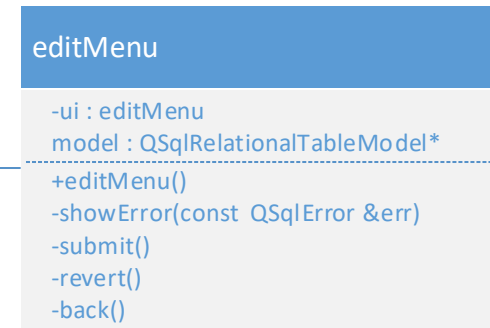 editMenu
-ui : editMenu
model : QSqlRelationalTableModel*
+editMenu()
-showError(const QSqlError &err)
-submit()
-revert()
-back()